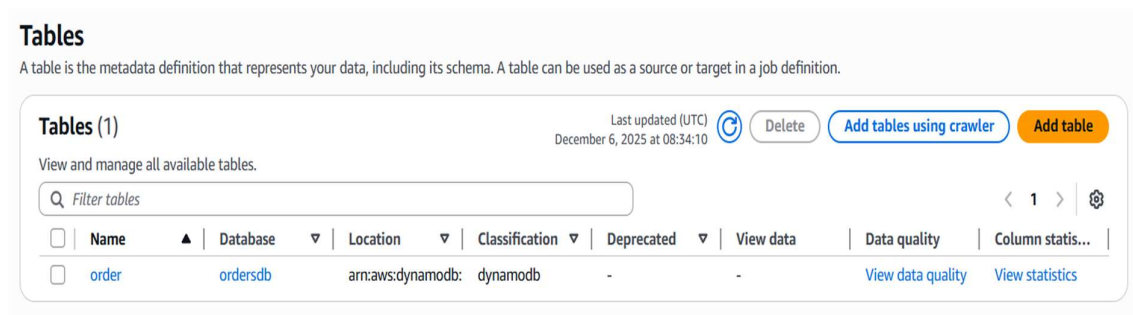 Tables
A table is the metadata definition that represents your data, including its schema. A table can be used as a source or target in a job definition.
Tables (1)
Last updated (UTC)
December 6, 2025 at 08:34:10
Delete
Add tables using crawler
Add table
View and manage all available tables.
Filter tables
1
Name Database Location Classification Deprecated View data Data quality Column statis...
order ordersdb arn:aws:dynamodb: dynamodb - - View data quality View statistics